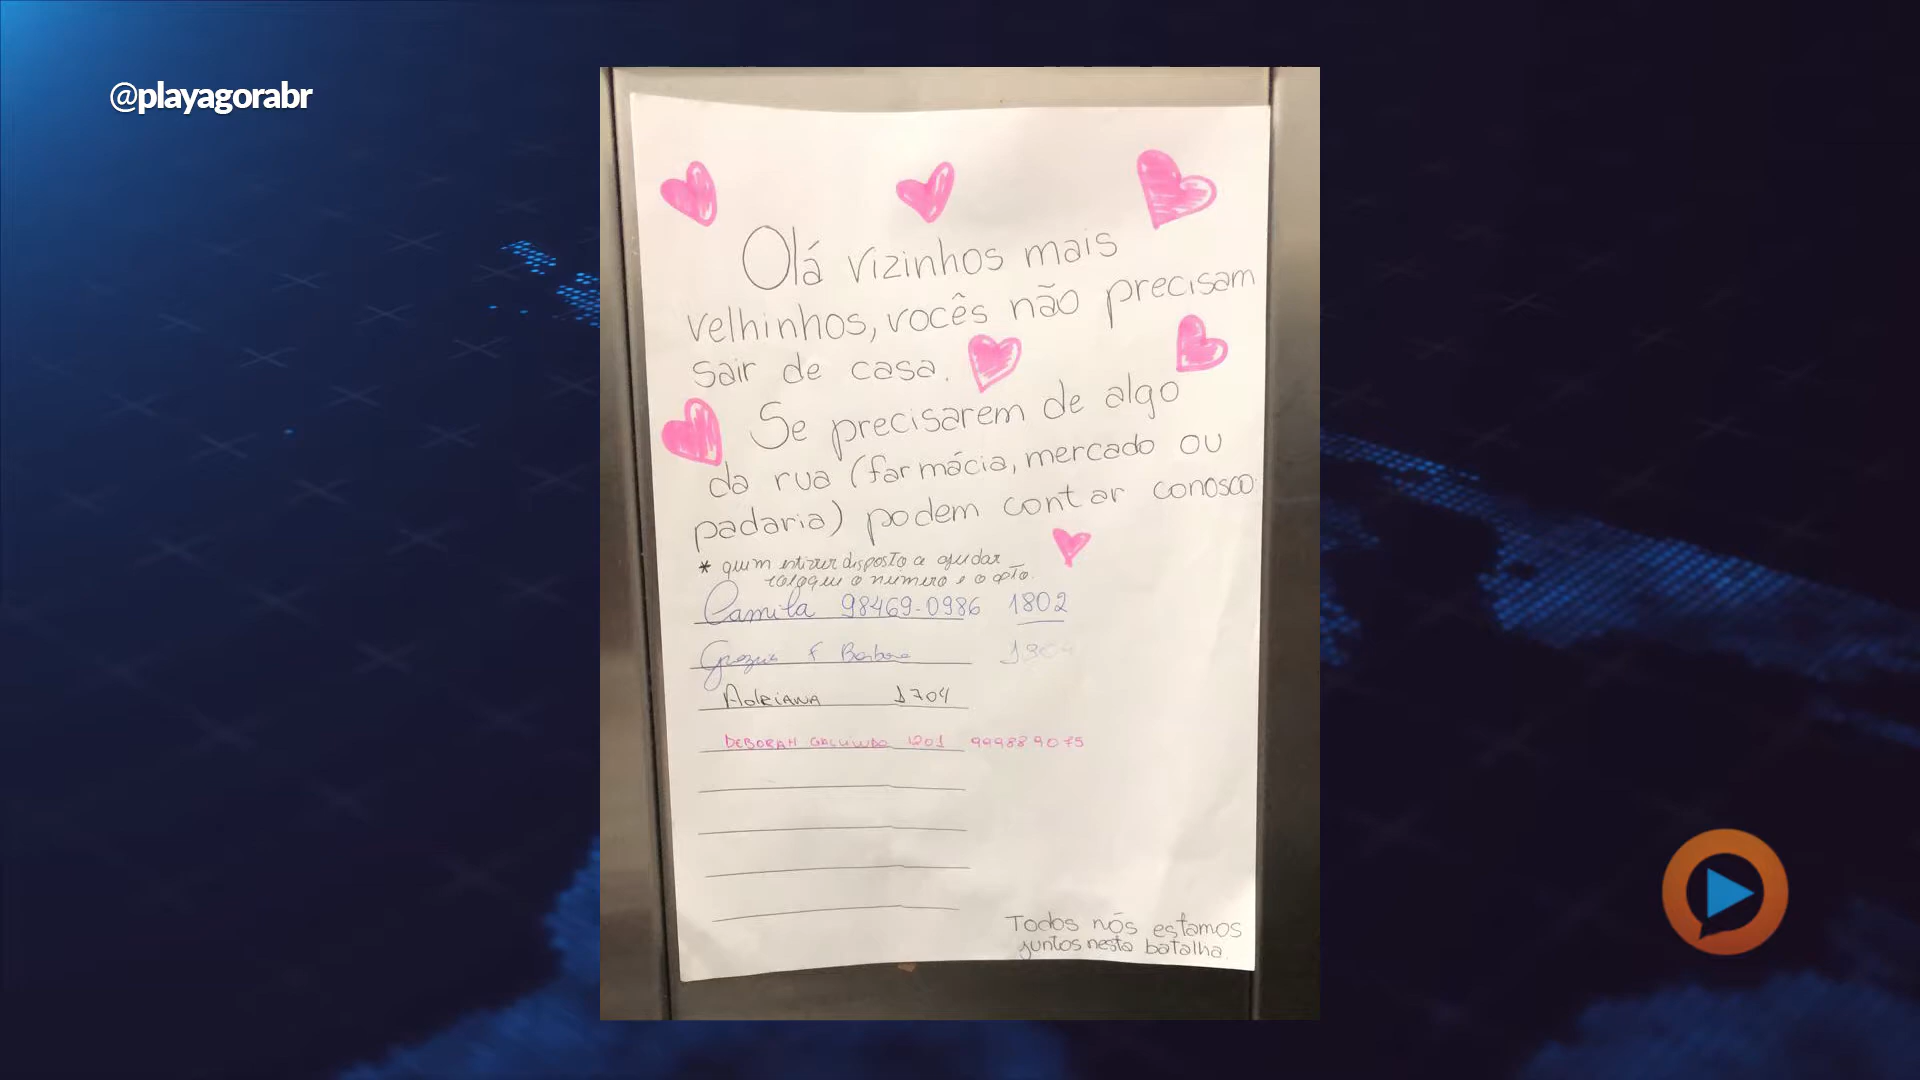 @playagorabr
Olá vizinhos mais
velhinhos, vocês não precisam
sair de casa.
Se precisarem de algo
da rua (farmácia, mercado ou
padaria) podem contar conosco.
* quem estiver disposto a ajudar
coloque o número e o apto.
Camila 98469-0986 1802
F
Adriana 1704
DEBORAH 1201 999889075
Todos nós estamos
juntos nesta batalha.